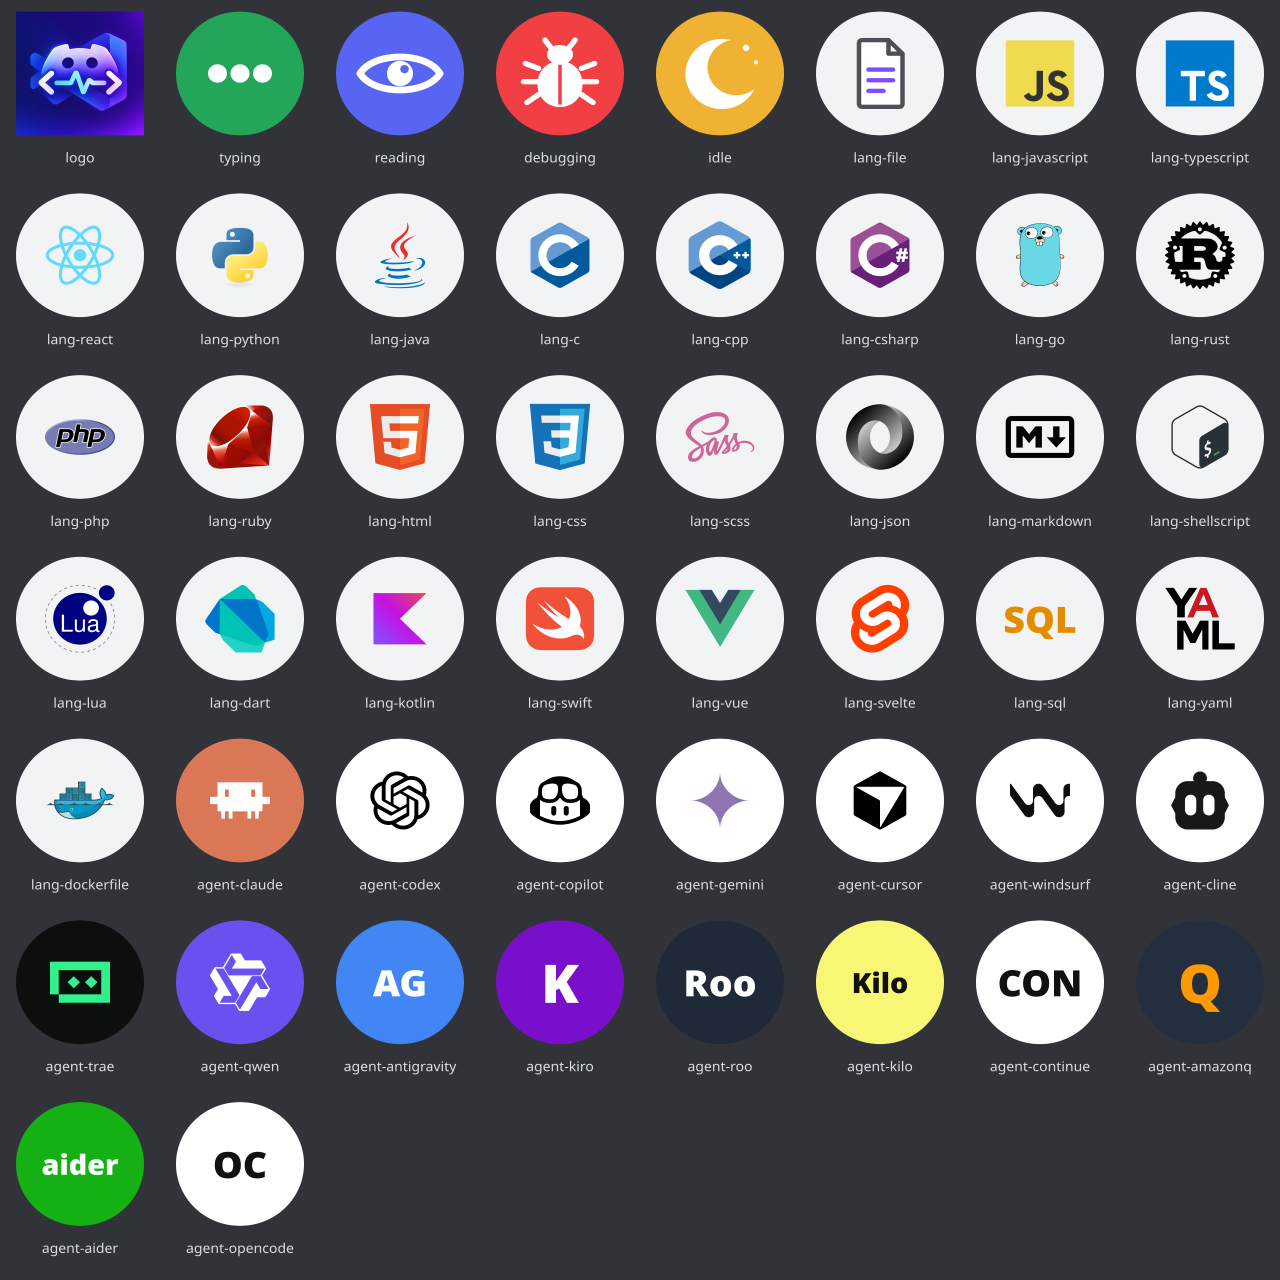 logo
typing
reading
debugging
idle
lang-file
JS
lang-javascript
TS
lang-typescript
lang-react
lang-python
lang-java
C
lang-c
C++
lang-cpp
C#
lang-csharp
lang-go
R
lang-rust
php
lang-php
lang-ruby
5
lang-html
3
lang-css
Sass
lang-scss
lang-json
M
lang-markdown
$_
lang-shellscript
Lua
lang-lua
lang-dart
lang-kotlin
lang-swift
lang-vue
lang-svelte
SQL
lang-sql
YA
ML
lang-yaml
lang-dockerfile
agent-claude
agent-codex
agent-copilot
agent-gemini
agent-cursor
agent-windsurf
agent-cline
agent-trae
agent-qwen
AG
agent-antigravity
K
agent-kiro
Roo
agent-roo
Kilo
agent-kilo
CON
agent-continue
Q
agent-amazonq
aider
agent-aider
OC
agent-opencode